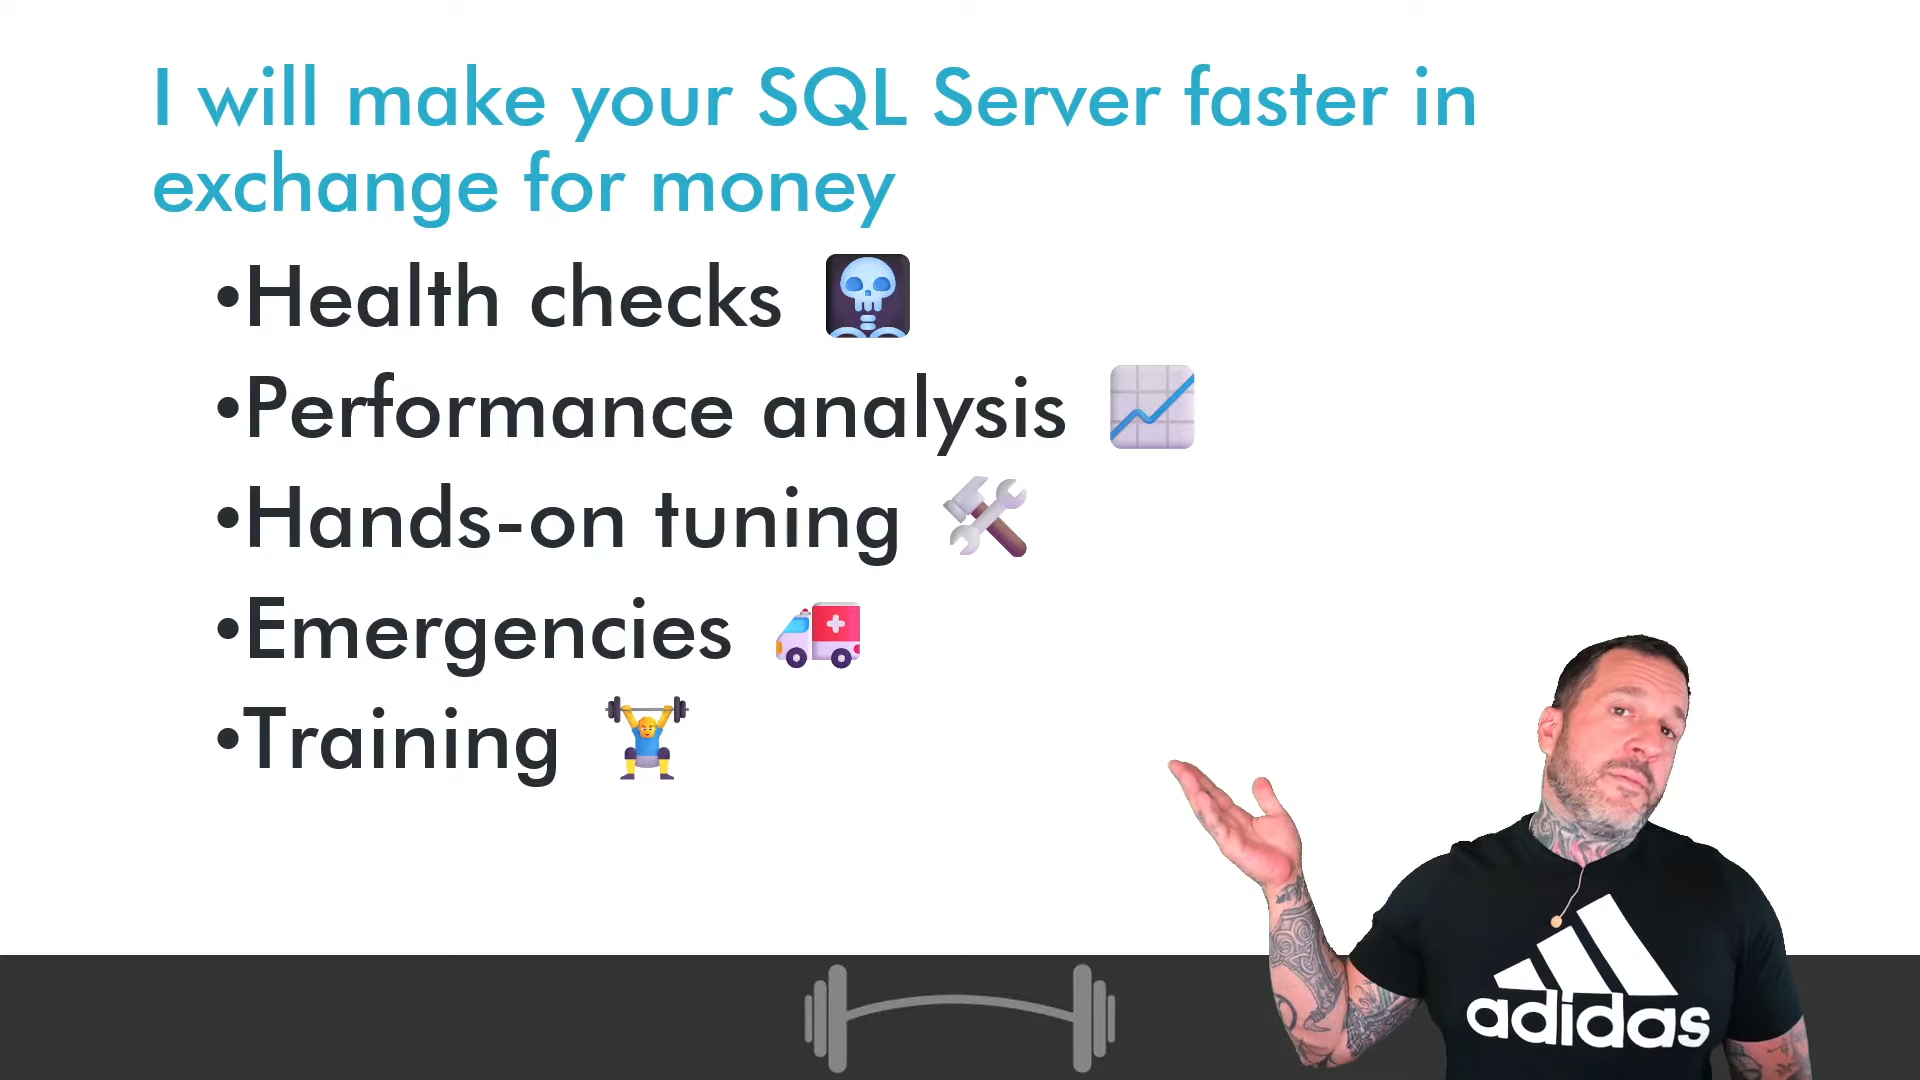 I will make your SQL Server faster in
exchange for money
•Health checks
•Performance analysis
•Hands-on tuning
•Emergencies
•Training
adidas